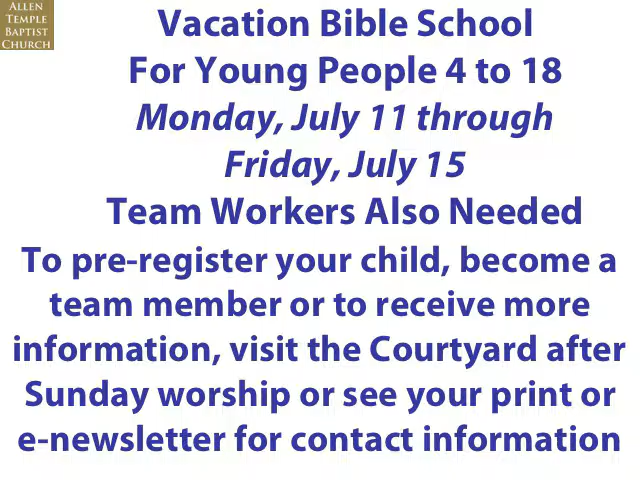 ALLEN
TEMPLE
BAPTIST
CHURCH
Vacation Bible School
For Young People 4 to 18
Monday, July 11 through
Friday, July 15
Team Workers Also Needed
To pre-register your child, become a
team member or to receive more
information, visit the Courtyard after
Sunday worship or see your print or
e-newsletter for contact information